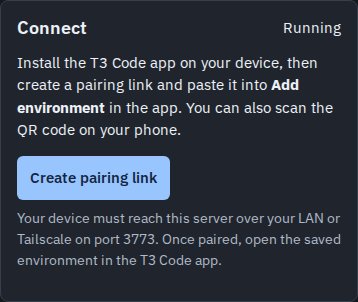 Connect
Running
Install the T3 Code app on your device, then
create a pairing link and paste it into Add
environment in the app. You can also scan the
QR code on your phone.
Create pairing link
Your device must reach this server over your LAN or
Tailscale on port 3773. Once paired, open the saved
environment in the T3 Code app.